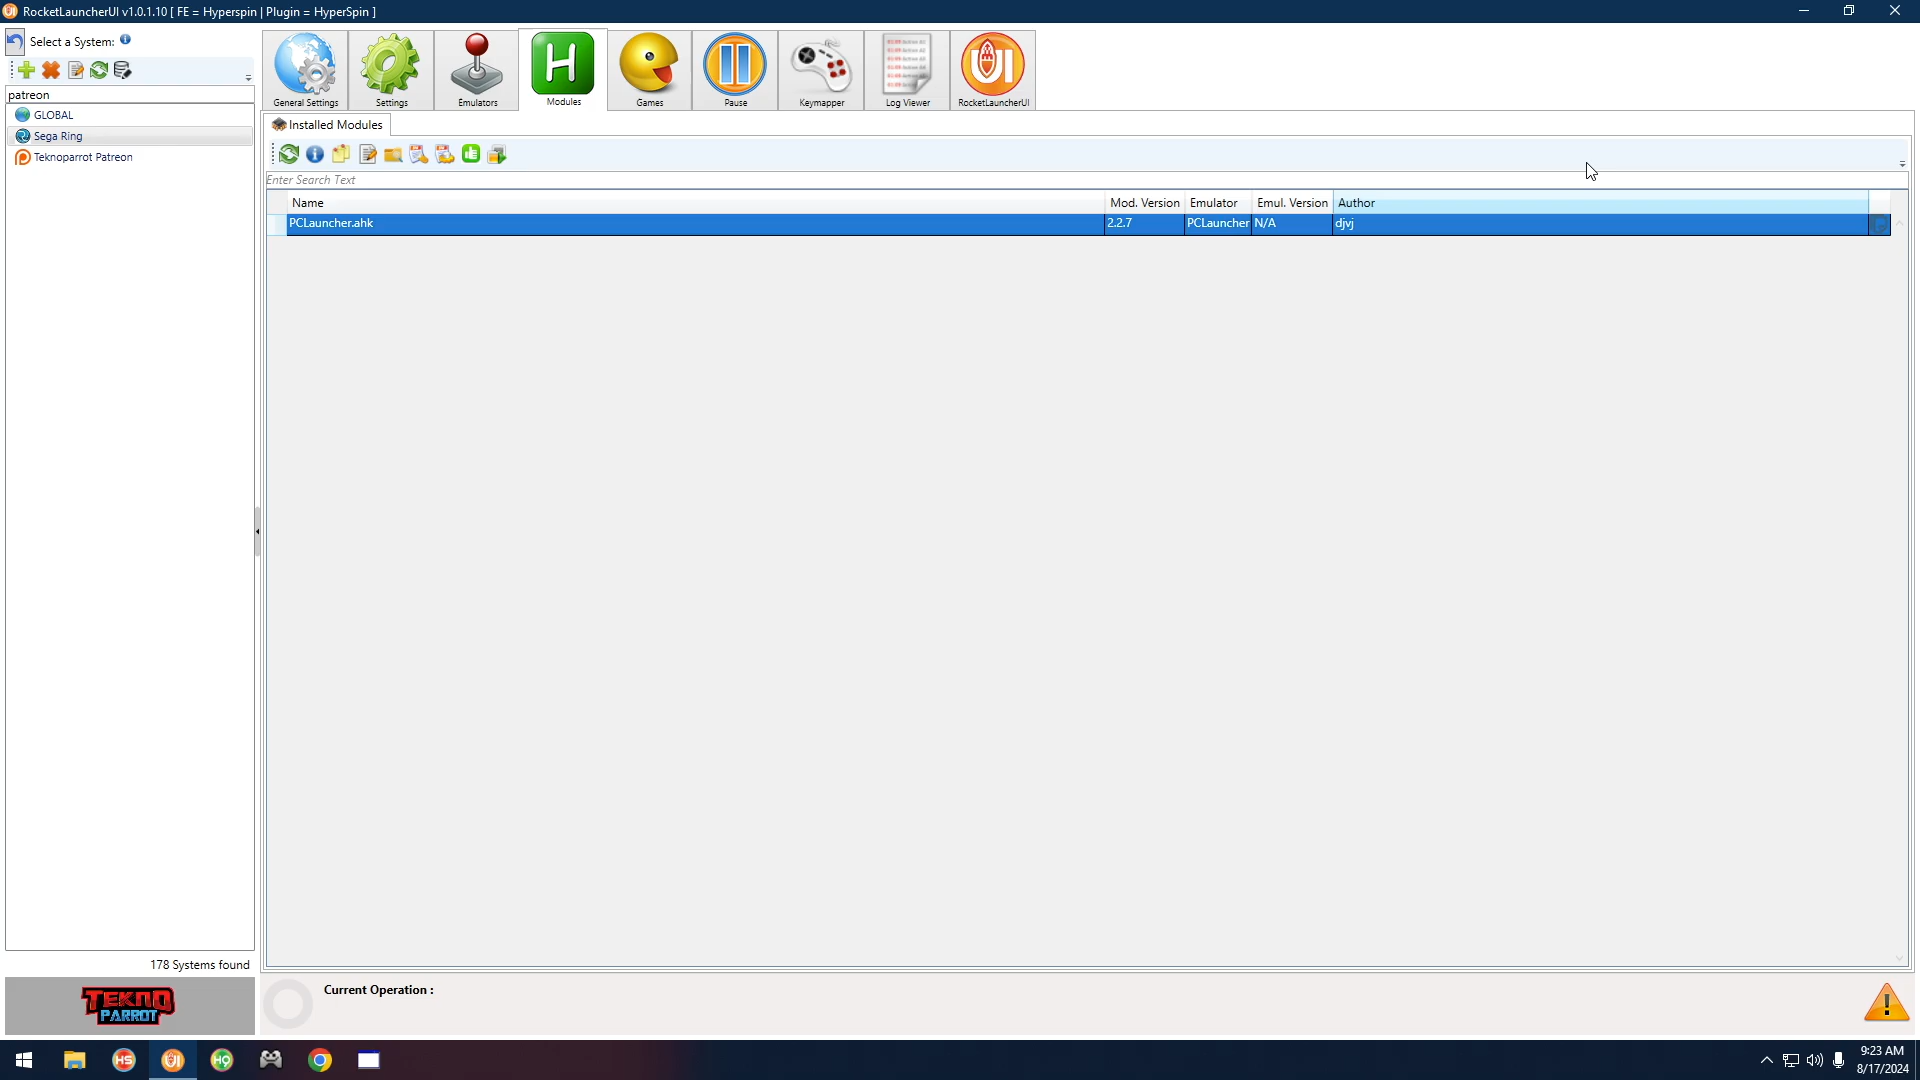 RocketLauncherUI v1.0.1.10 [ FE = Hyperspin | Plugin = HyperSpin ]
Select a System:
patreon
GLOBAL
Sega Ring
Teknoparrot Patreon
178 Systems found
TEKNO
PARROT
General Settings
Settings
Emulators
Modules
Games
Pause
Keymapper
Log Viewer
RocketLauncherUI
Installed Modules
Enter Search Text
Name Mod. Version Emulator Emul. Version Author
PCLauncher.ahk 2.2.7 PCLauncher N/A djvj
Current Operation :
HS
UI
HQ
9:23 AM
8/17/2024